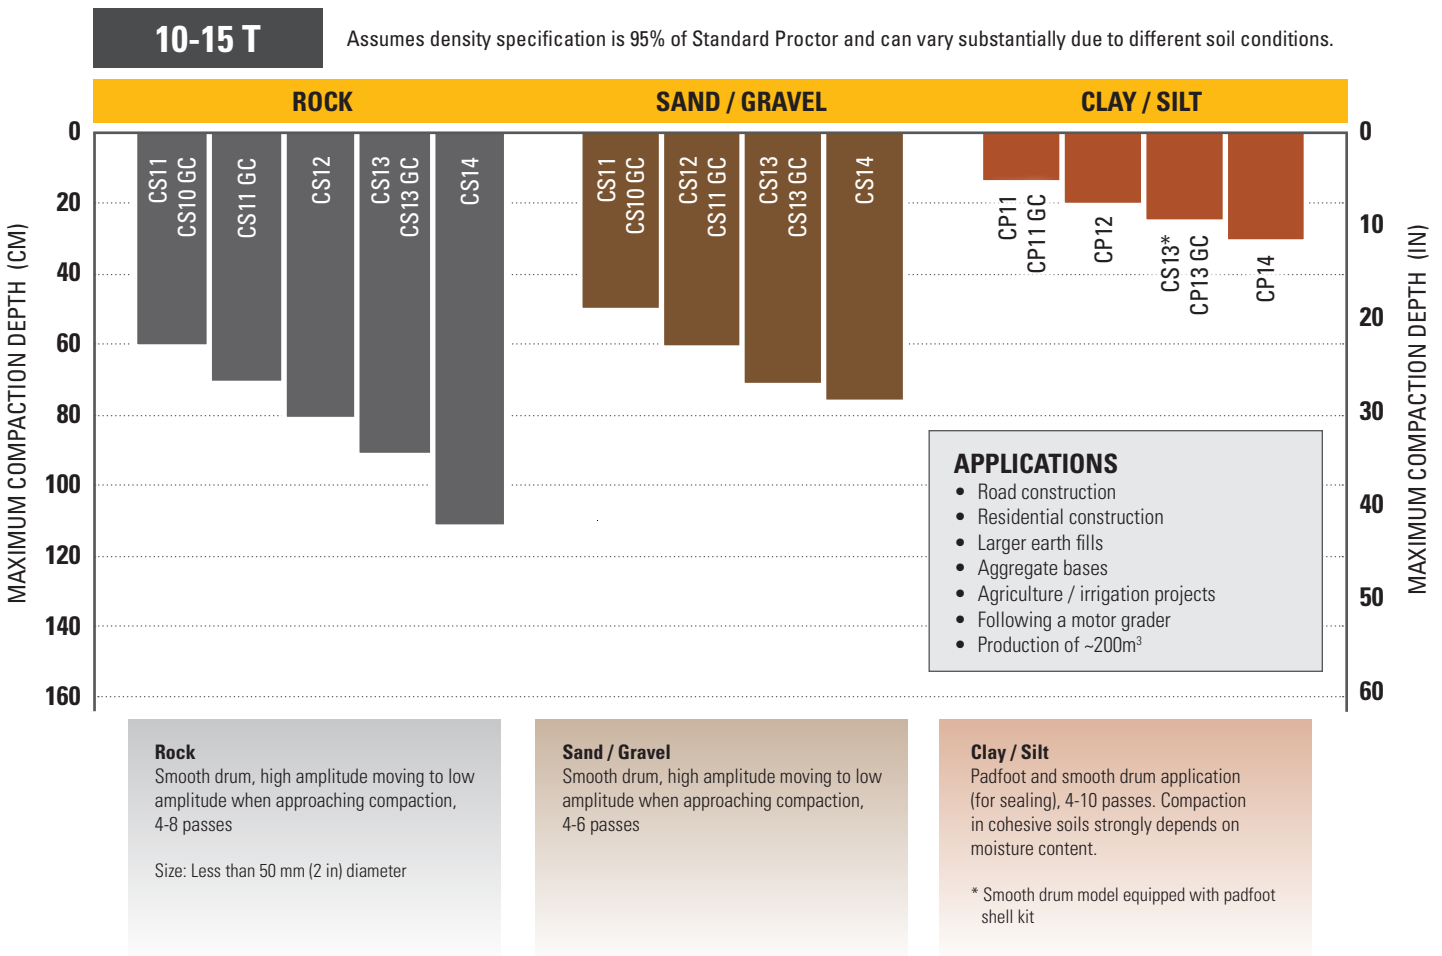 10-15 T
Assumes density specification is 95% of Standard Proctor and can vary substantially due to different soil conditions.
ROCK
SAND / GRAVEL
CLAY / SILT
MAXIMUM COMPACTION DEPTH (CM)
0
20
40
60
80
100
120
140
160
CS11
CS10 GC
CS11 GC
CS12
CS13
CS13 GC
CS14
CS11
CS10 GC
CS12
CS11 GC
CS13
CS13 GC
CS14
CP11
CP11 GC
CP12
CS13*
CP13 GC
CP14
0
10
20
30
40
50
60
MAXIMUM COMPACTION DEPTH (IN)
APPLICATIONS
• Road construction
• Residential construction
• Larger earth fills
• Aggregate bases
• Agriculture / irrigation projects
• Following a motor grader
• Production of ~200m³
Rock
Smooth drum, high amplitude moving to low
amplitude when approaching compaction,
4-8 passes
Size: Less than 50 mm (2 in) diameter
Sand / Gravel
Smooth drum, high amplitude moving to low
amplitude when approaching compaction,
4-6 passes
Clay / Silt
Padfoot and smooth drum application
(for sealing), 4-10 passes. Compaction
in cohesive soils strongly depends on
moisture content.
* Smooth drum model equipped with padfoot
shell kit